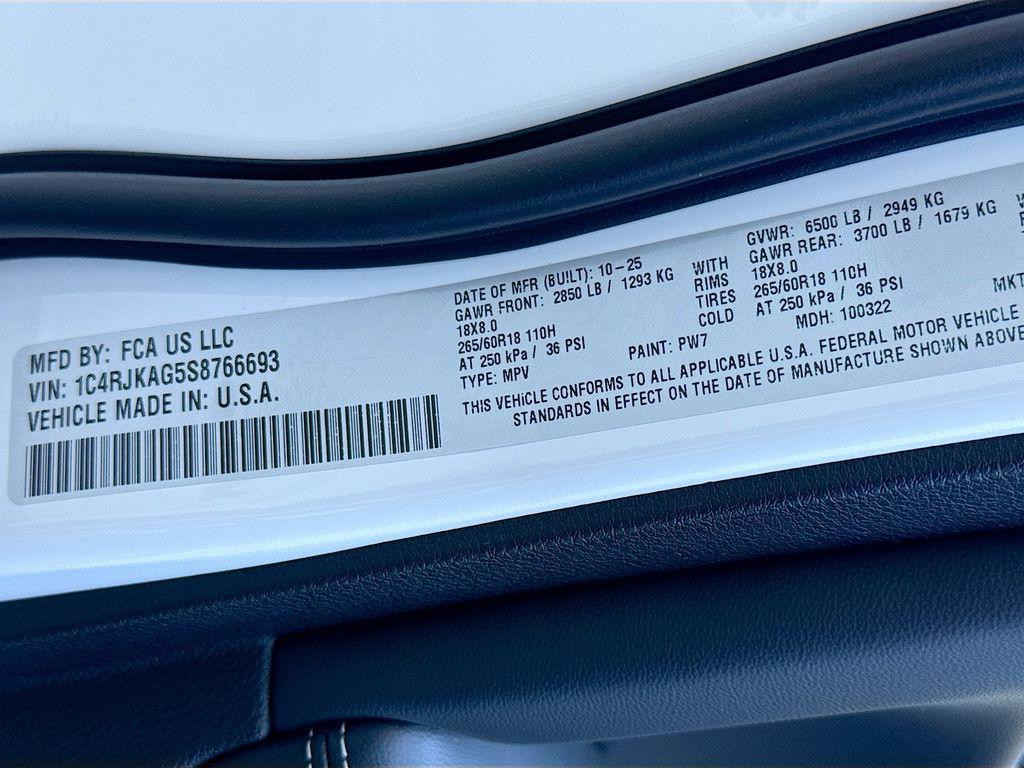 MFD BY: FCA US LLC
VIN: 1C4RJKAG5S8766693
VEHICLE MADE IN: U.S.A.
DATE OF MFR (BUILT): 10-25
GAWR FRONT: 2850 LB / 1293 KG
18X8.0
265/60R18 110H
AT 250 kPa / 36 PSI
TYPE: MPV
PAINT: PW7
WITH
RIMS
TIRES
COLD
GVWR: 6500 LB / 2949 KG
GAWR REAR: 3700 LB / 1679 KG
18X8.0
265/60R18 110H
AT 250 kPa / 36 PSI
MDH: 100322
MKT
THIS VEHICLE CONFORMS TO ALL APPLICABLE U.S.A. FEDERAL MOTOR VEHICLE
STANDARDS IN EFFECT ON THE DATE OF MANUFACTURE SHOWN ABOVE